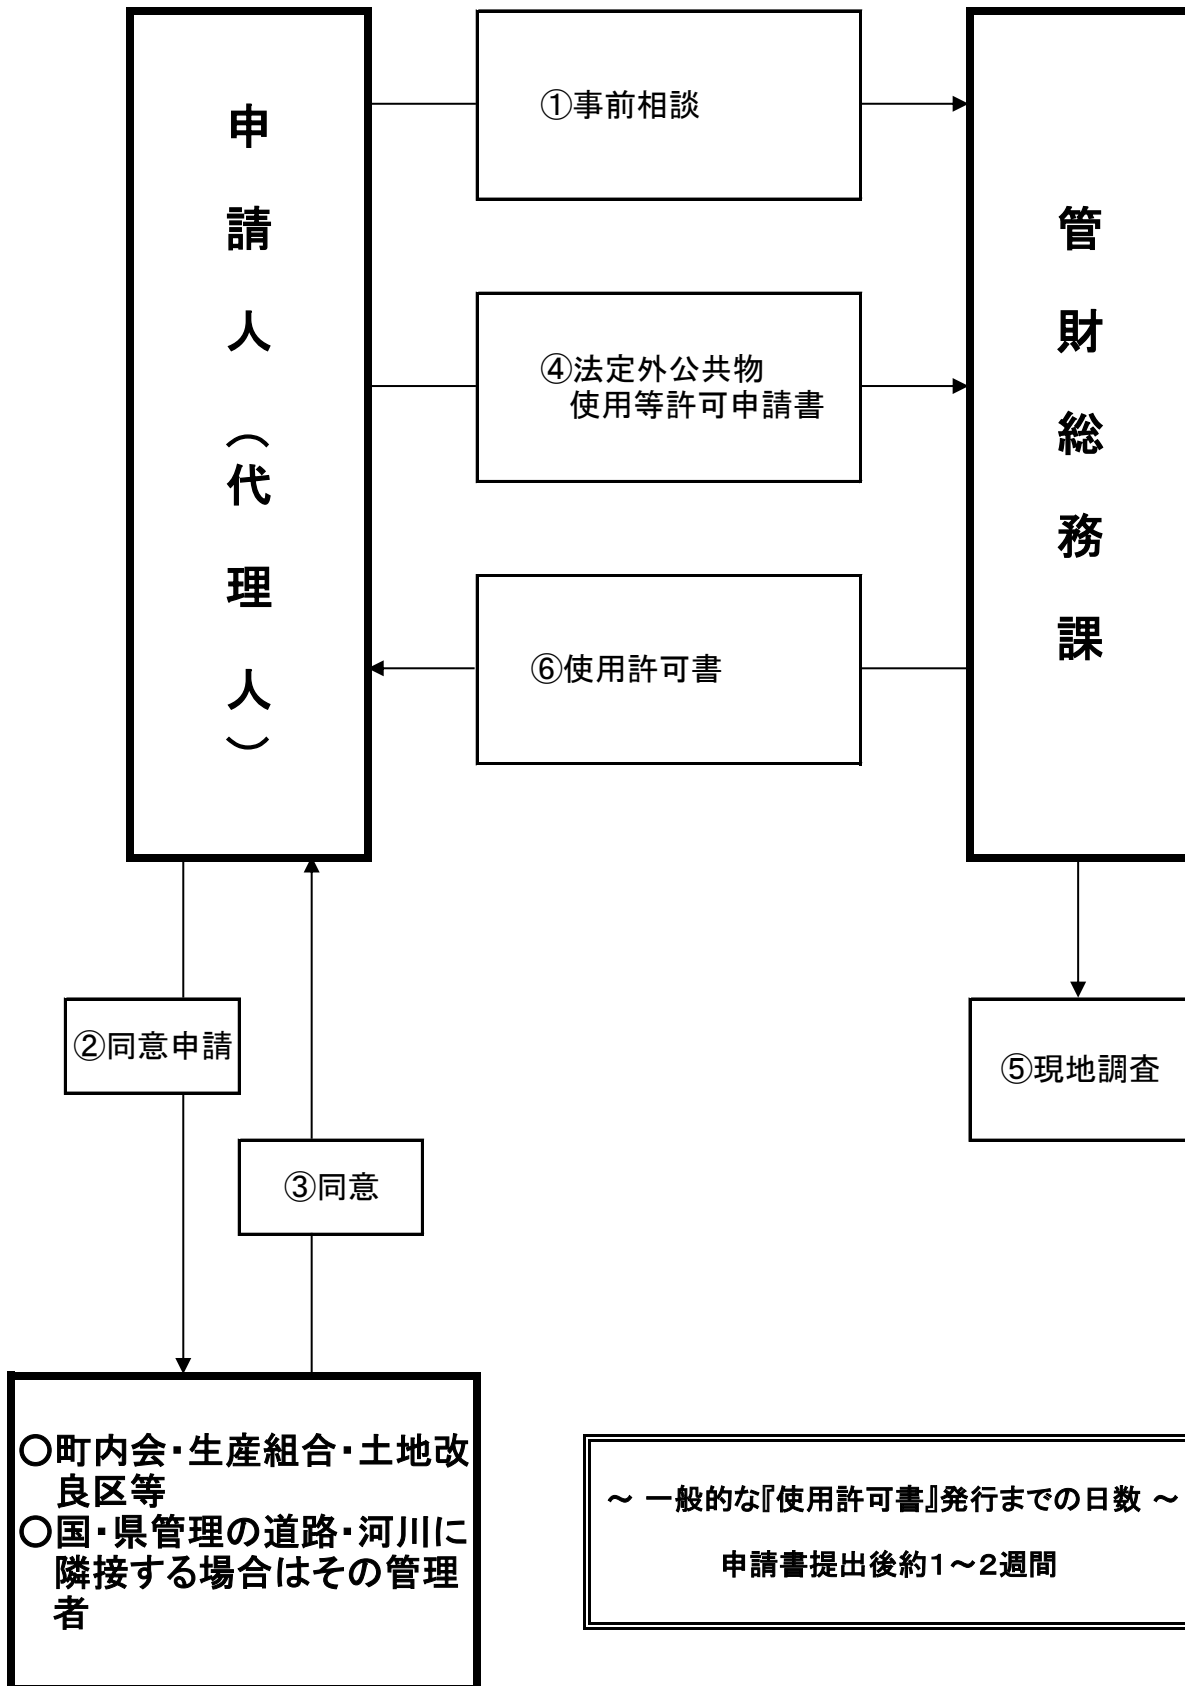 申請人（代理人）
①事前相談
管財総務課
④法定外公共物
使用等許可申請書
⑥使用許可書
②同意申請
③同意
⑤現地調査
○町内会・生産組合・土地改
良区等
○国・県管理の道路・河川に
隣接する場合はその管理
者
～ 一般的な『使用許可書』発行までの日数 ～
申請書提出後約１～２週間